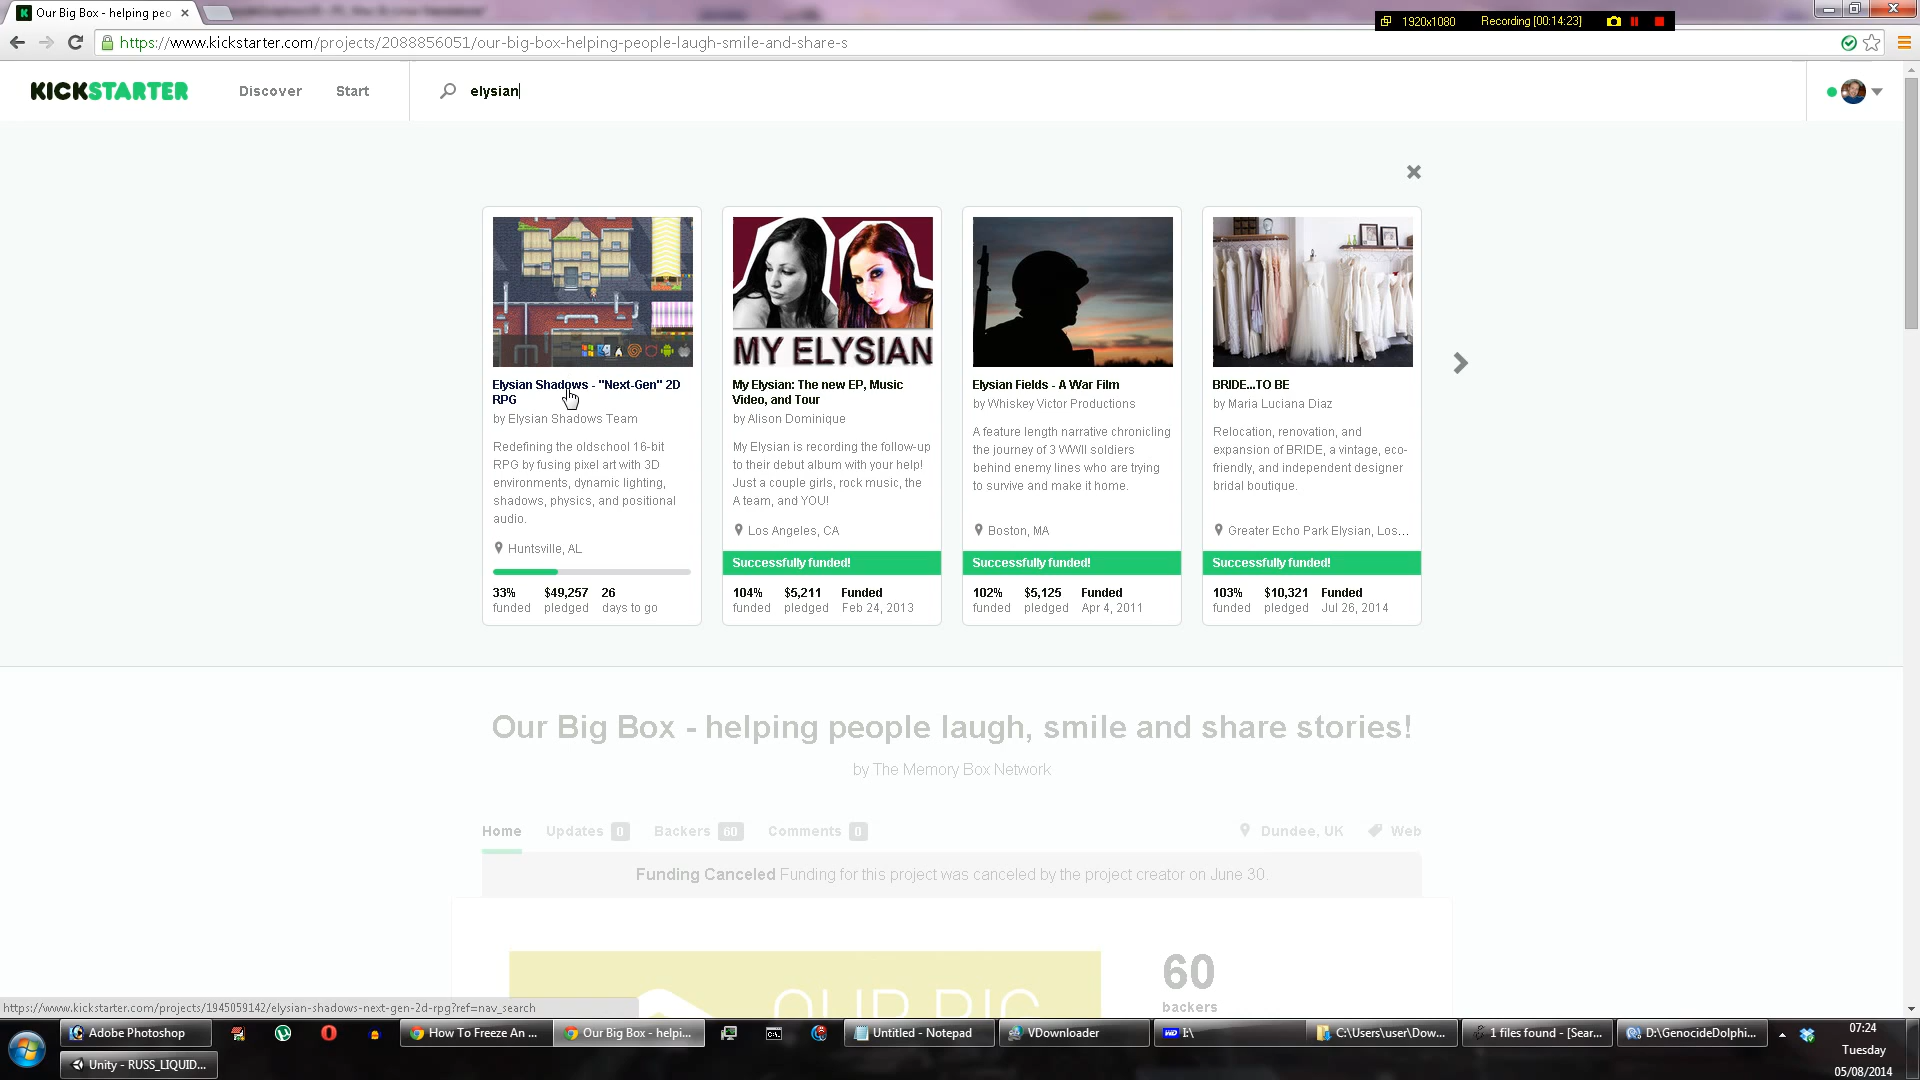 Our Big Box - helping peo
1920x1080
Recording [00:14:23]
https://www.kickstarter.com/projects/2088856051/our-big-box-helping-people-laugh-smile-and-share-s
KICKSTARTER
Discover
Start
elysian
MY ELYSIAN
Elysian Shadows - "Next-Gen" 2D
RPG
by Elysian Shadows Team
Redefining the oldschool 16-bit
RPG by fusing pixel art with 3D
environments, dynamic lighting,
shadows, physics, and positional
audio.
Huntsville, AL
33% $49,257 26
funded pledged days to go
My Elysian: The new EP, Music
Video, and Tour
by Alison Dominique
My Elysian is recording the follow-up
to their debut album with your help!
Just a couple girls, rock music, the
A team, and YOU!
Los Angeles, CA
Successfully funded!
104% $5,211 Funded
funded pledged Feb 24, 2013
Elysian Fields - A War Film
by Whiskey Victor Productions
A feature length narrative chronicling
the journey of 3 WWII soldiers
behind enemy lines who are trying
to survive and make it home.
Boston, MA
Successfully funded!
102% $5,125 Funded
funded pledged Apr 4, 2011
BRIDE...TO BE
by Maria Luciana Diaz
Relocation, renovation, and
expansion of BRIDE, a vintage, eco-
friendly, and independent designer
bridal boutique.
Greater Echo Park Elysian, Los...
Successfully funded!
103% $10,321 Funded
funded pledged Jul 26, 2014
Our Big Box - helping people laugh, smile and share stories!
by The Memory Box Network
Home Updates 0 Backers 60 Comments 0
Dundee, UK Web
Funding Canceled Funding for this project was canceled by the project creator on June 30.
OUR BIG
60
backers
https://www.kickstarter.com/projects/1945059142/elysian-shadows-next-gen-2d-rpg?ref=nav_search
Adobe Photoshop
How To Freeze An ...
Our Big Box - helpi...
Untitled - Notepad
VDownloader
I:\
C:\Users\user\Dow...
1 files found - [Sear...
D:\GenocideDolphi...
Unity - RUSS_LIQUID...
07:24
Tuesday
05/08/2014